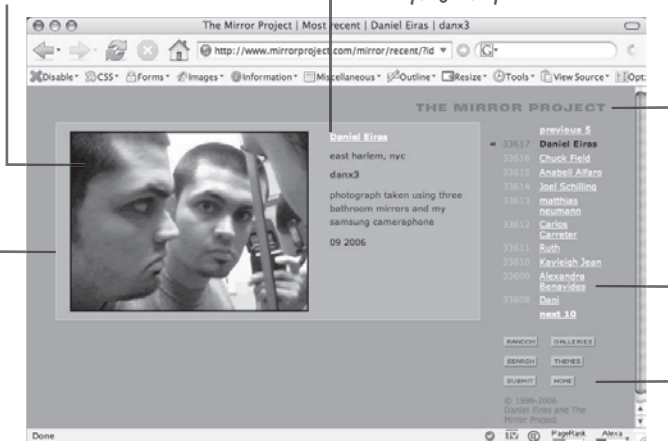 The Mirror Project | Most recent | Daniel Eiras | danx3
http://www.mirrorproject.com/mirror/recent/?id
Disable CSS Forms Images Information Miscellaneous Outline Resize Tools View Source Opt
THE MIRROR PROJECT
Daniel Eiras
east harlem, nyc
danx3
photograph taken using three
bathroom mirrors and my
samsung cameraphone
09 2006
previous 5
« 33617 Daniel Eiras
33616 Chuck Field
33615 Anabell Alfaro
33614 Joel Schilling
33613 matthias
neumann
33612 Carlos
Carreter
33611 Ruth
33610 Kayleigh Jean
33609 Alexandra
Benavides
33608 Dani
next 10
RANDOM GALLERIES
SEARCH THEMES
SUBMIT HOME
© 1999-2006
Daniel Eiras and The
Mirror Project
Done
PageRank Alexa